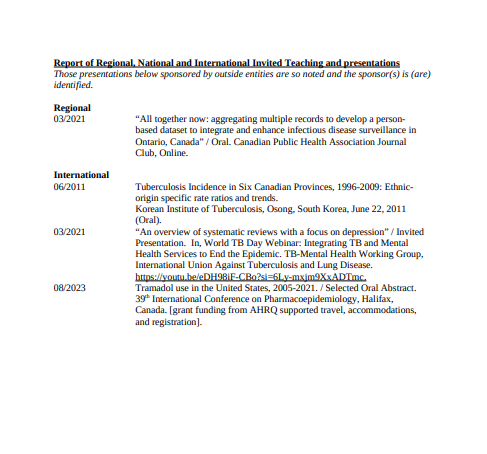 Report of Regional, National and International Invited Teaching and presentations
Those presentations below sponsored by outside entities are so noted and the sponsor(s) is (are)
identified.
Regional
03/2021 “All together now: aggregating multiple records to develop a person-
based dataset to integrate and enhance infectious disease surveillance in
Ontario, Canada” / Oral. Canadian Public Health Association Journal
Club, Online.
International
06/2011 Tuberculosis Incidence in Six Canadian Provinces, 1996-2009: Ethnic-
origin specific rate ratios and trends.
Korean Institute of Tuberculosis, Osong, South Korea, June 22, 2011
(Oral).
03/2021 “An overview of systematic reviews with a focus on depression” / Invited
Presentation. In, World TB Day Webinar: Integrating TB and Mental
Health Services to End the Epidemic. TB-Mental Health Working Group,
International Union Against Tuberculosis and Lung Disease.
https://youtu.be/eDH98iF-CBo?si=6Ly-mxjm9XxADTmc.
08/2023 Tramadol use in the United States, 2005-2021. / Selected Oral Abstract.
39th International Conference on Pharmacoepidemiology, Halifax,
Canada. [grant funding from AHRQ supported travel, accommodations,
and registration].